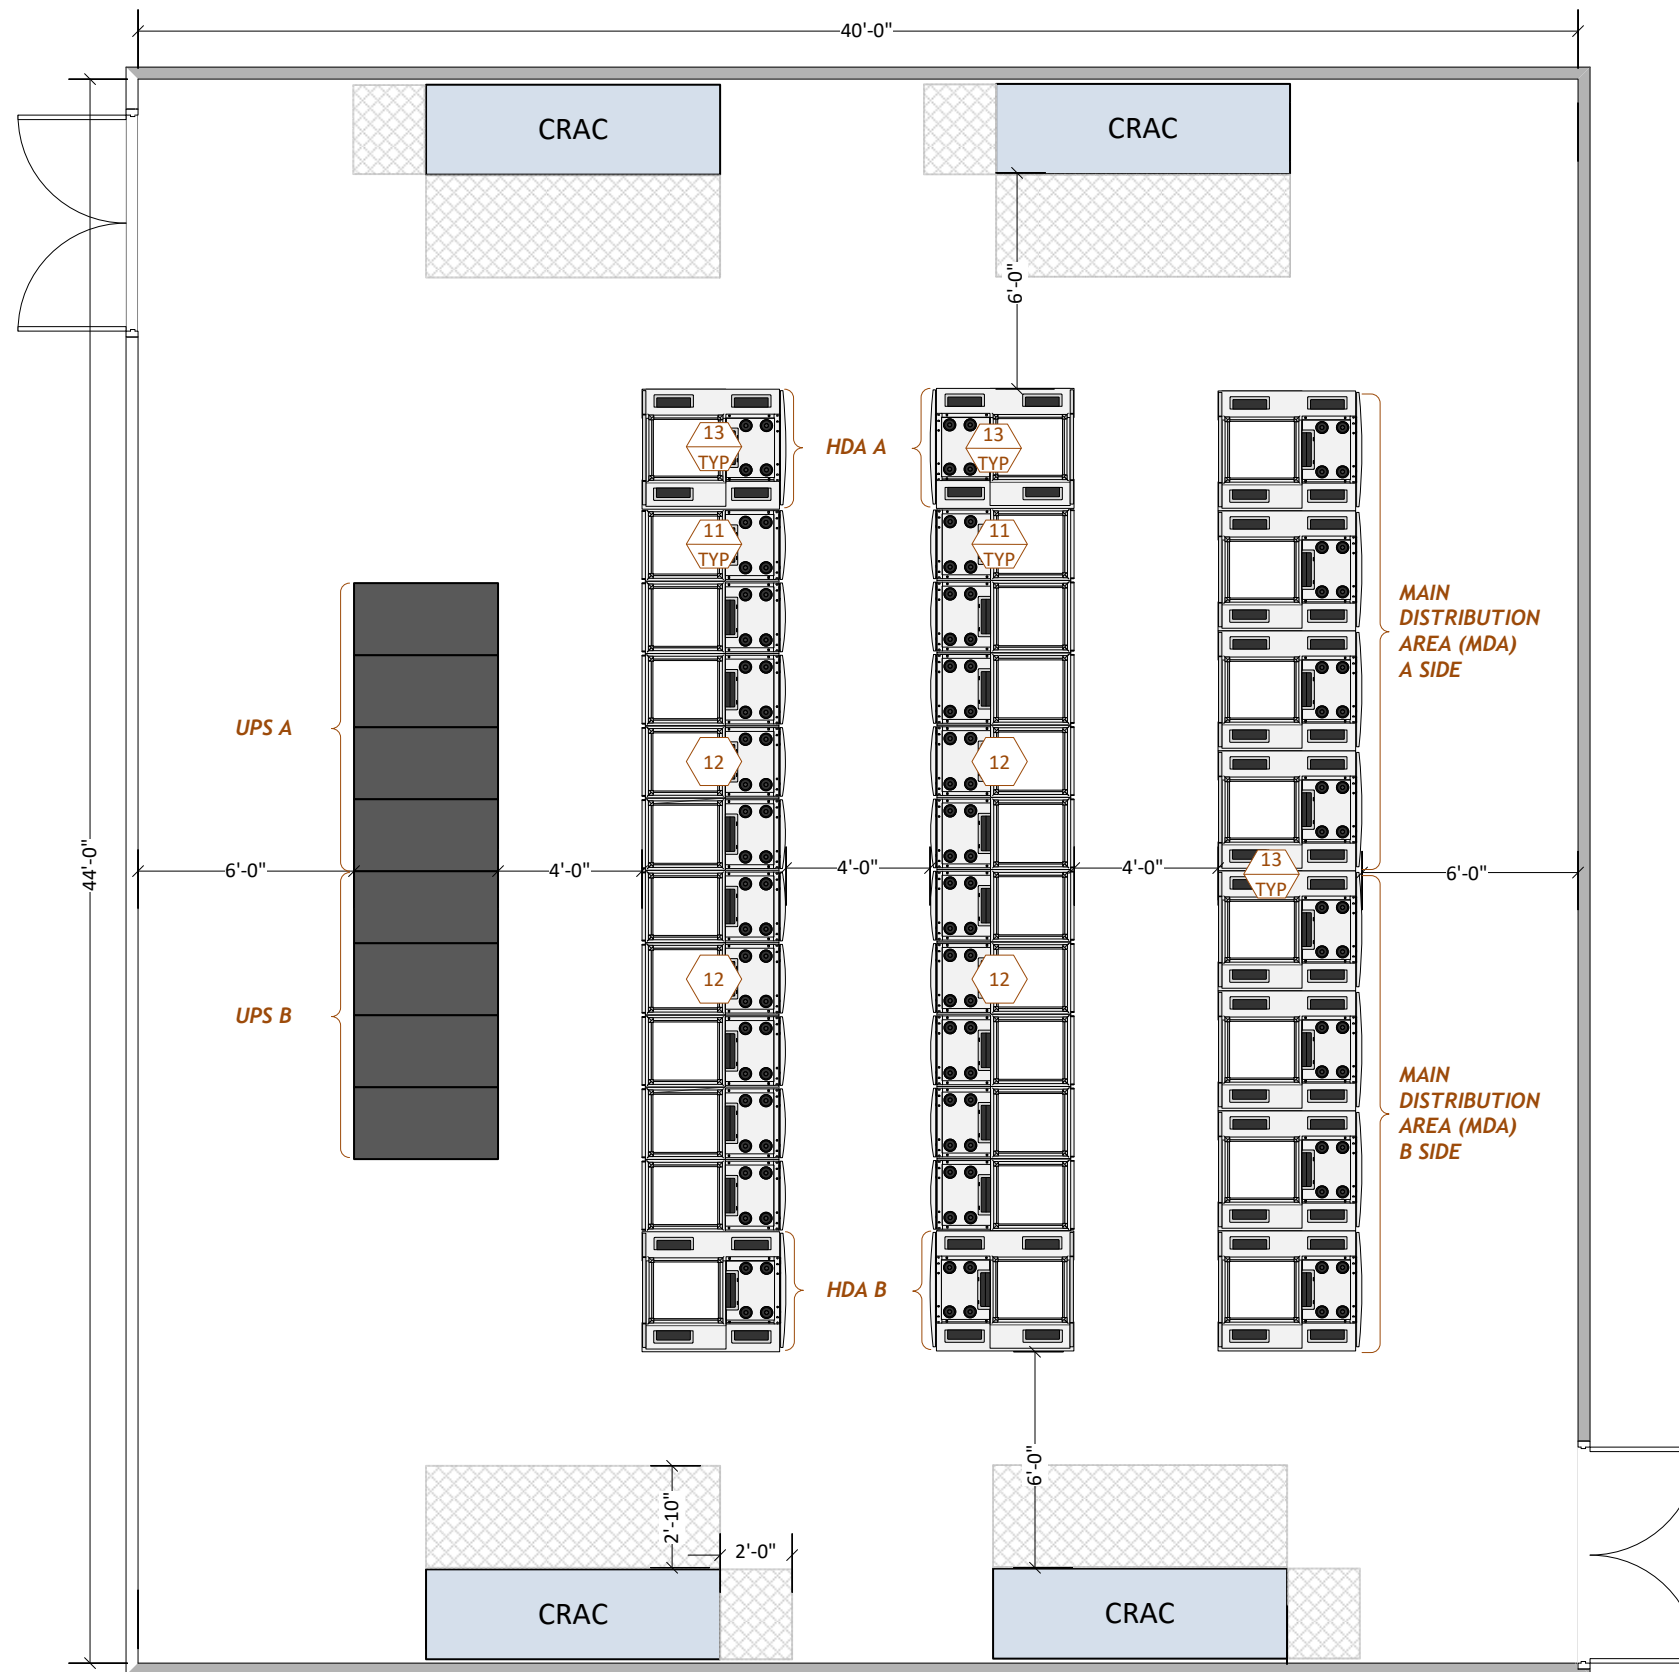 40'-0"
CRAC
CRAC
6'-0"
13
TYP
HDA A
13
TYP
11
TYP
11
TYP
MAIN
DISTRIBUTION
AREA (MDA)
A SIDE
UPS A
12
12
44'-0"
6'-0"
4'-0"
4'-0"
4'-0"
13
TYP
6'-0"
12
12
UPS B
MAIN
DISTRIBUTION
AREA (MDA)
B SIDE
HDA B
6'-0"
2'-10"
2'-0"
CRAC
CRAC